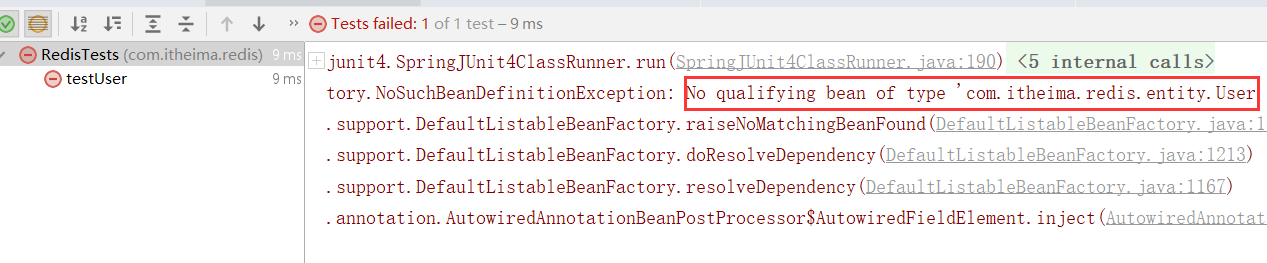 Tests failed: 1 of 1 test – 9 ms
RedisTests (com.itheima.redis) 9 ms
testUser 9 ms
junit4.SpringJUnit4ClassRunner.run(SpringJUnit4ClassRunner.java:190) <5 internal calls>
tory.NoSuchBeanDefinitionException: No qualifying bean of type 'com.itheima.redis.entity.User
.support.DefaultListableBeanFactory.raiseNoMatchingBeanFound(DefaultListableBeanFactory.java:1
.support.DefaultListableBeanFactory.doResolveDependency(DefaultListableBeanFactory.java:1213)
.support.DefaultListableBeanFactory.resolveDependency(DefaultListableBeanFactory.java:1167)
.annotation.AutowiredAnnotationBeanPostProcessor$AutowiredFieldElement.inject(AutowiredAnnotat